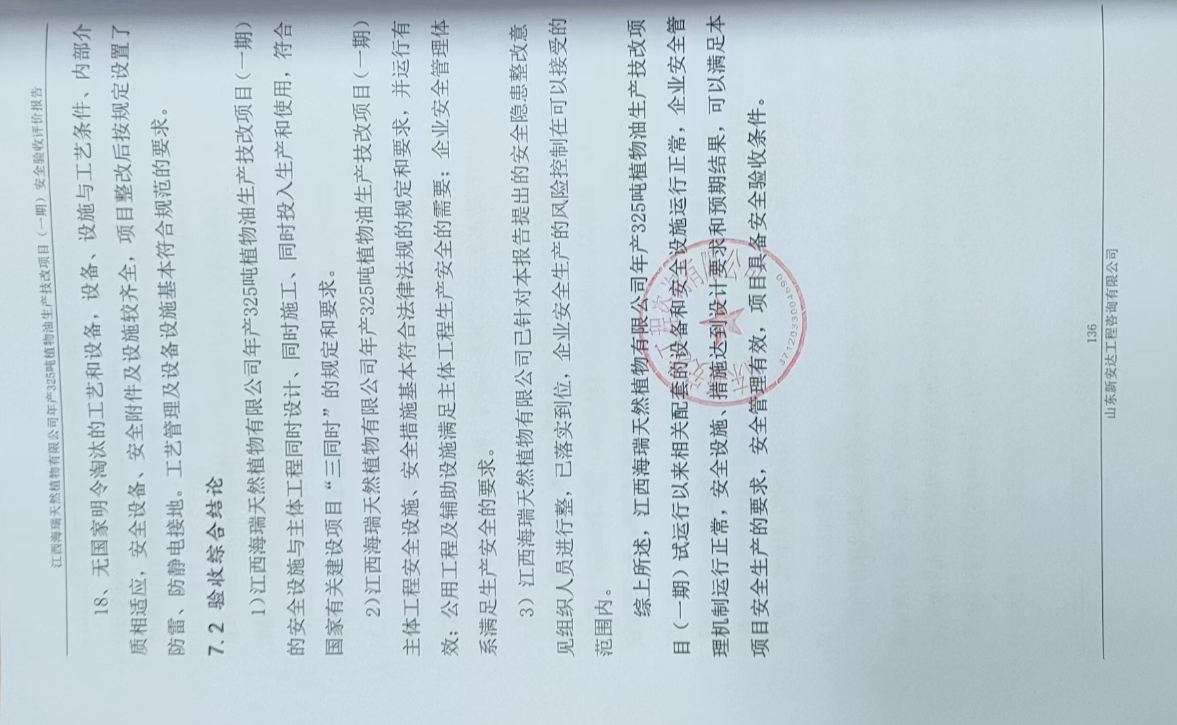 江西海瑞天然植物有限公司年产325吨植物油生产技改项目（一期）安全验收评价报告
18、无国家明令淘汰的工艺和设备，设备、设施与工艺条件、内部介
质相适应，安全设备、安全附件及设施较齐全，项目整改后按规定设置了
防雷、防静电接地。工艺管理及设备设施基本符合规范的要求。
7.2 验收综合结论
1)江西海瑞天然植物有限公司年产325吨植物油生产技改项目（一期）
的安全设施与主体工程同时设计、同时施工、同时投入生产和使用，符合
国家有关建设项目“三同时”的规定和要求。
2)江西海瑞天然植物有限公司年产325吨植物油生产技改项目（一期）
主体工程安全设施、安全措施基本符合法律法规的规定和要求，并运行有
效；公用工程及辅助设施满足主体工程生产安全的需要；企业安全管理体
系满足生产安全的要求。
3）江西海瑞天然植物有限公司已针对本报告提出的安全隐患整改意
见组织人员进行整，已落实到位，企业安全生产的风险控制在可以接受的
范围内。
综上所述，江西海瑞天然植物有限公司年产325吨植物油生产技改项
目（一期）试运行以来相关配套的设备和安全设施运行正常，企业安全管
理机制运行正常，安全设施、措施达到设计要求和预期结果，可以满足本
项目安全生产的要求，安全管理有效，项目具备安全验收条件。
136
山东新安达工程咨询有限公司